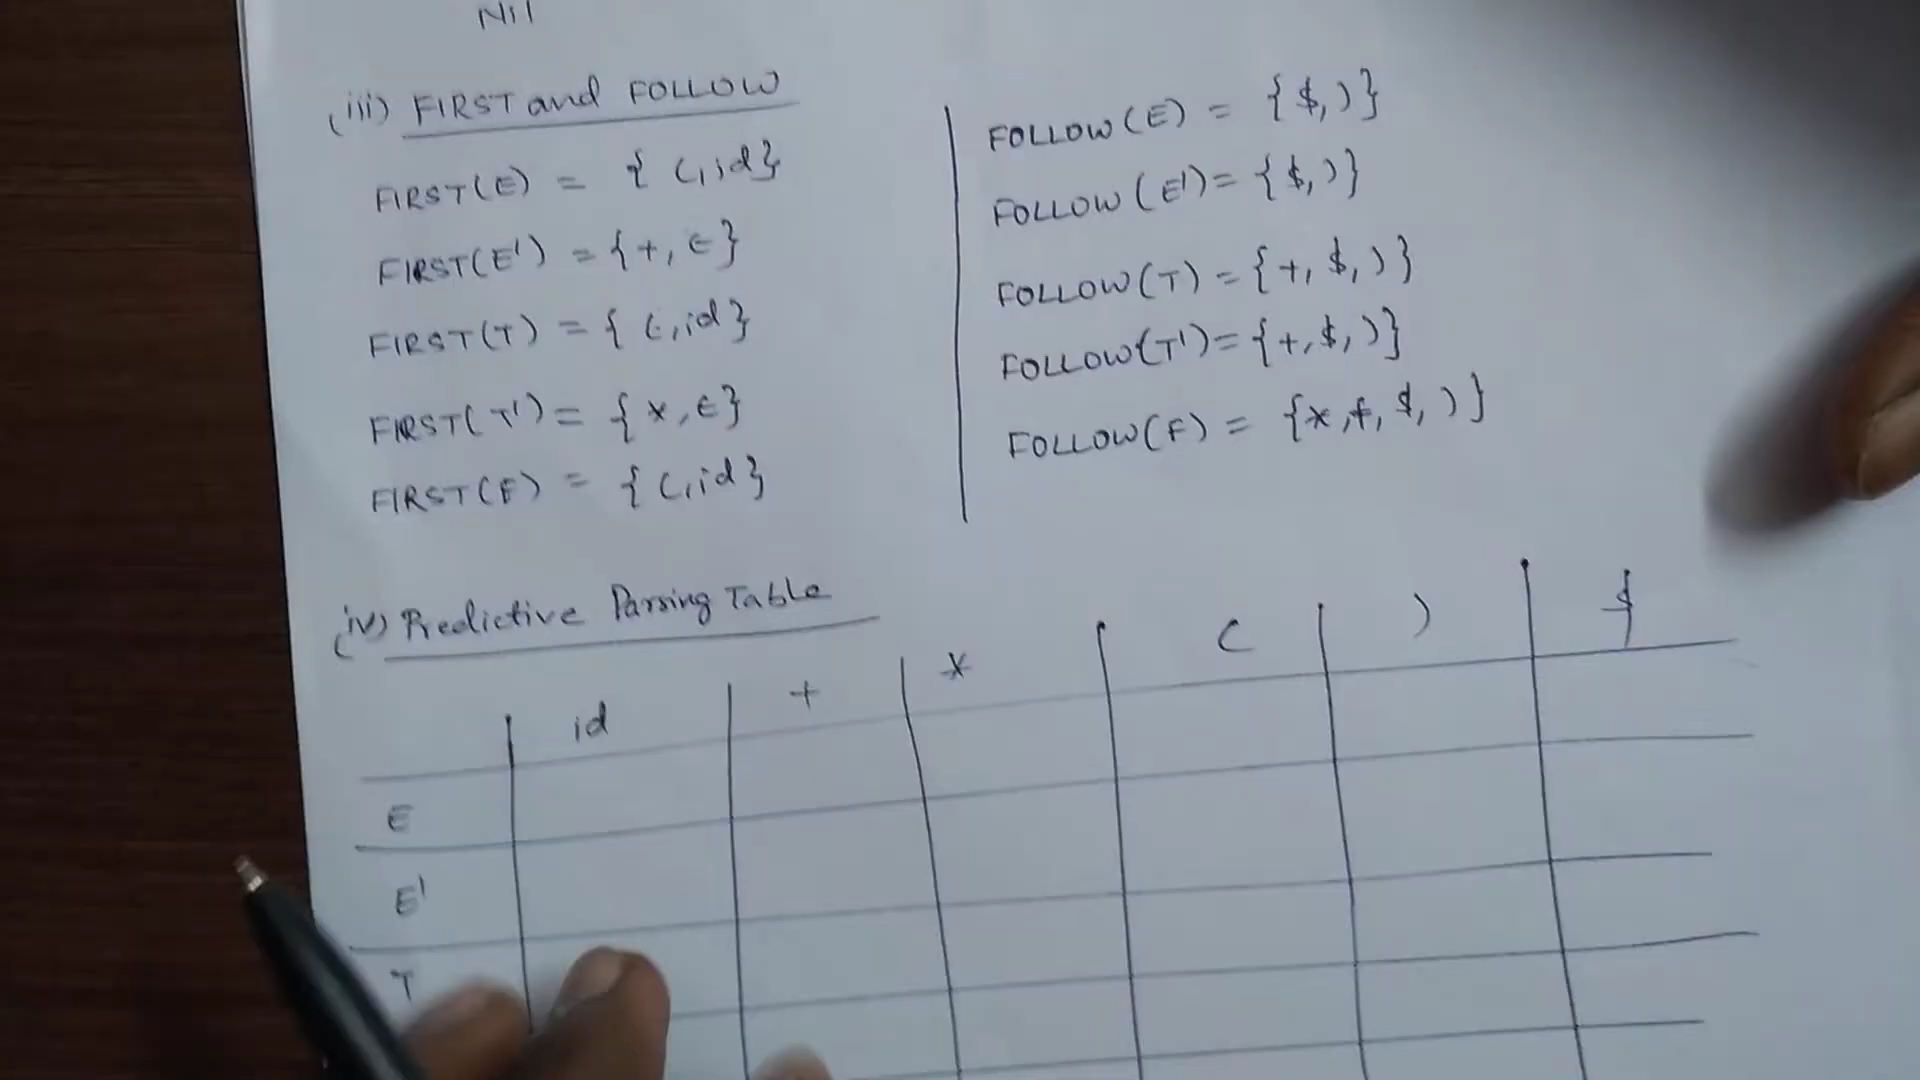 Nil
(iii) FIRST and FOLLOW
FIRST(E) = { (, id}
FIRST(E') = {+, ε}
FIRST(T) = { (, id}
FIRST(T') = { *, ε}
FIRST(F) = { (, id}
FOLLOW(E) = {$, )}
FOLLOW(E') = {$, )}
FOLLOW(T) = {+, $, )}
FOLLOW(T') = {+, $, )}
FOLLOW(F) = {*, +, $, )}
(iv) Predictive Parsing Table
id + * ( ) $
E
E'
T